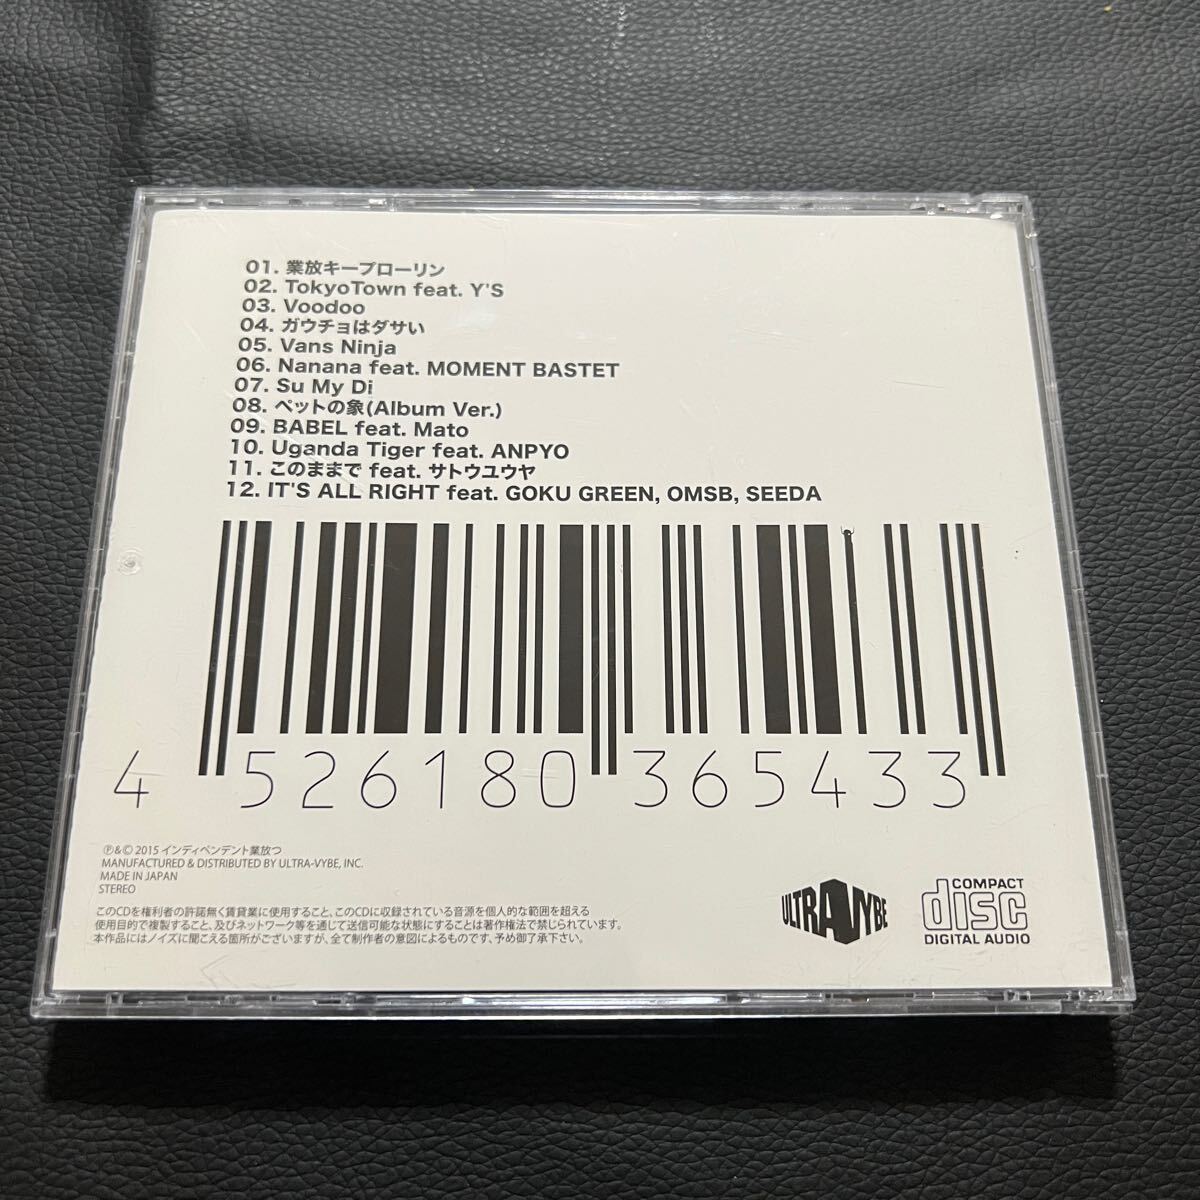 01. 業放キープローリン
02. TokyoTown feat. Y'S
03. Voodoo
04. ガウチョはダサい
05. Vans Ninja
06. Nanana feat. MOMENT BASTET
07. Su My Di
08. ペットの象(Album Ver.)
09. BABEL feat. Mato
10. Uganda Tiger feat. ANPYO
11. このままで feat. サトウユウヤ
12. IT'S ALL RIGHT feat. GOKU GREEN, OMSB, SEEDA
4 526180 365433
℗&© 2015 インディペンデント業放つ
MANUFACTURED & DISTRIBUTED BY ULTRA-VYBE, INC.
MADE IN JAPAN
STEREO
このCDを権利者の許諾無く賃貸業に使用すること、このCDに収録されている音源を個人的な範囲を超える
使用目的で複製すること、及びネットワーク等を通じて送信可能な状態にすることは著作権法で禁じられています。
本作品にはノイズに聞こえる箇所がございますが、全て制作者の意図によるものです、予め御了承下さい。
ULTRA VYBE
COMPACT
disc
DIGITAL AUDIO